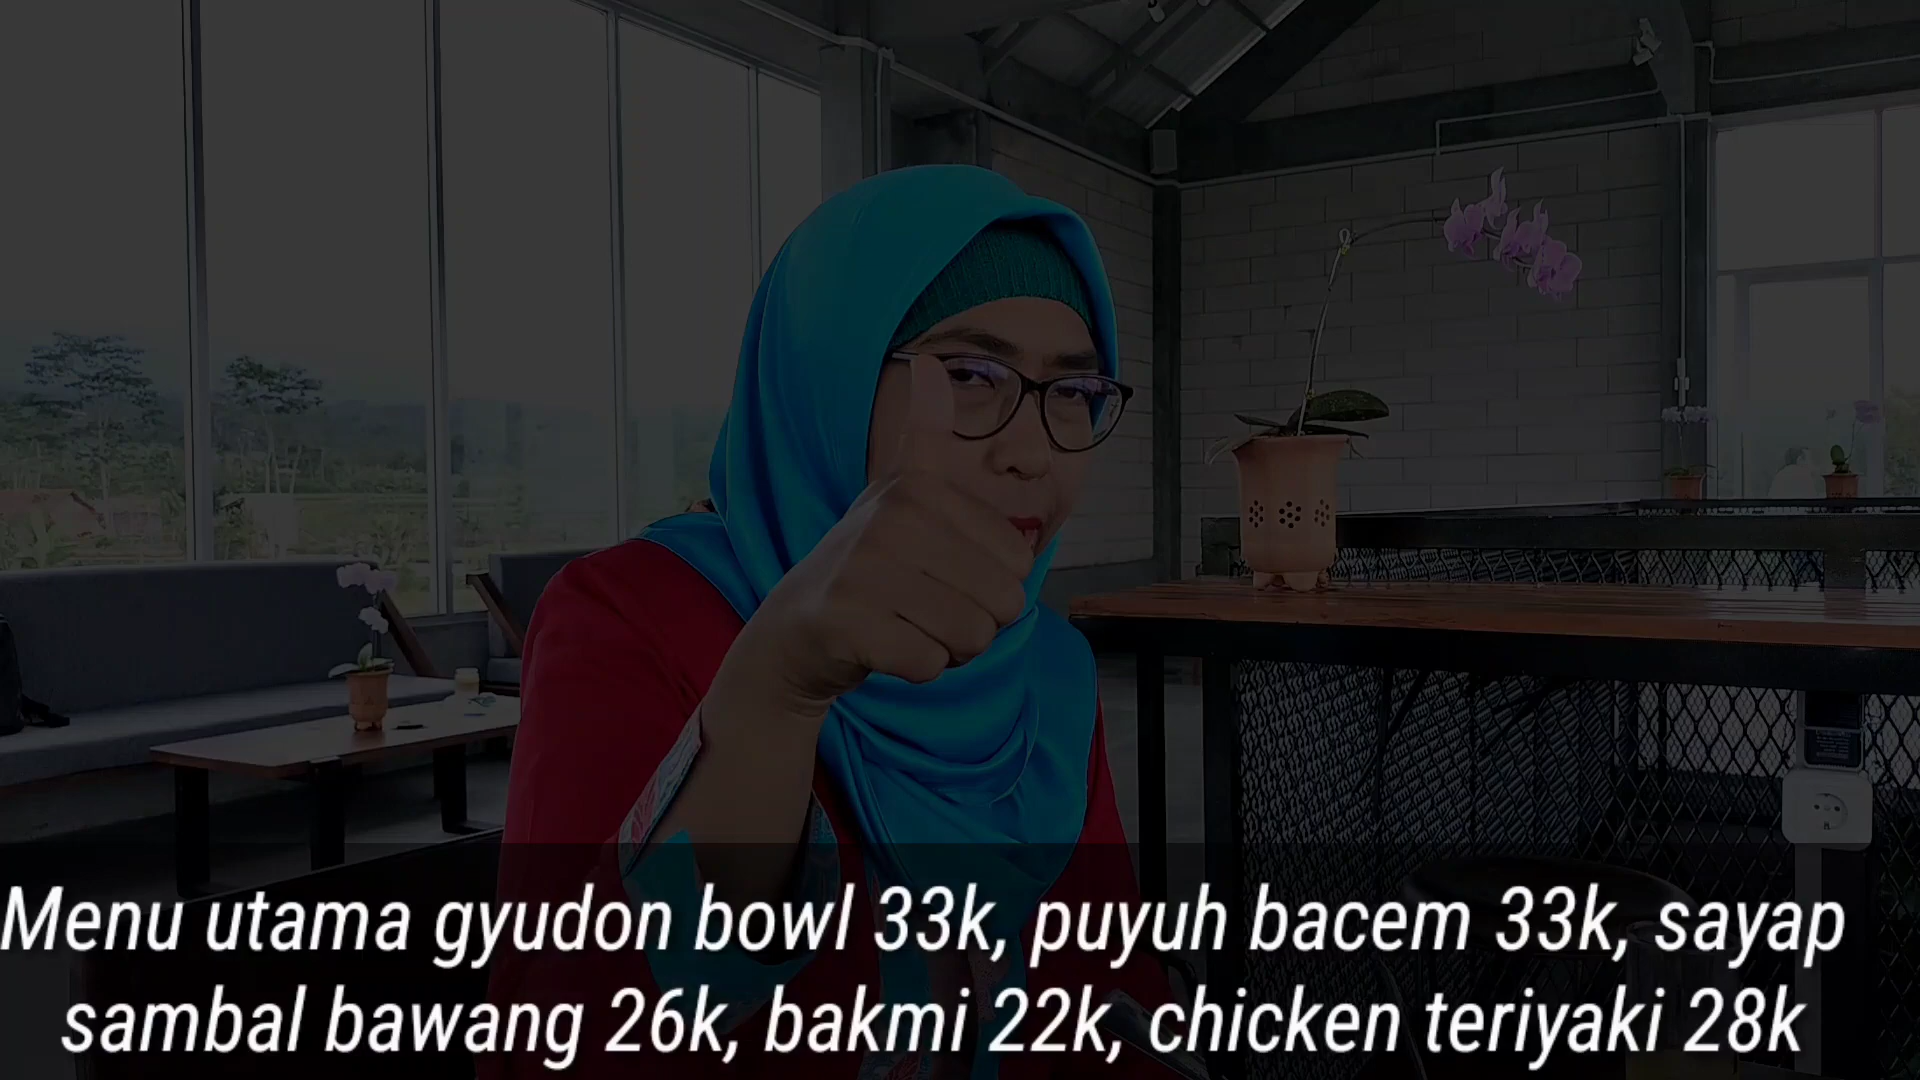 Menu utama gyudon bowl 33k, puyuh bacem 33k, sayap
sambal bawang 26k, bakmi 22k, chicken teriyaki 28k